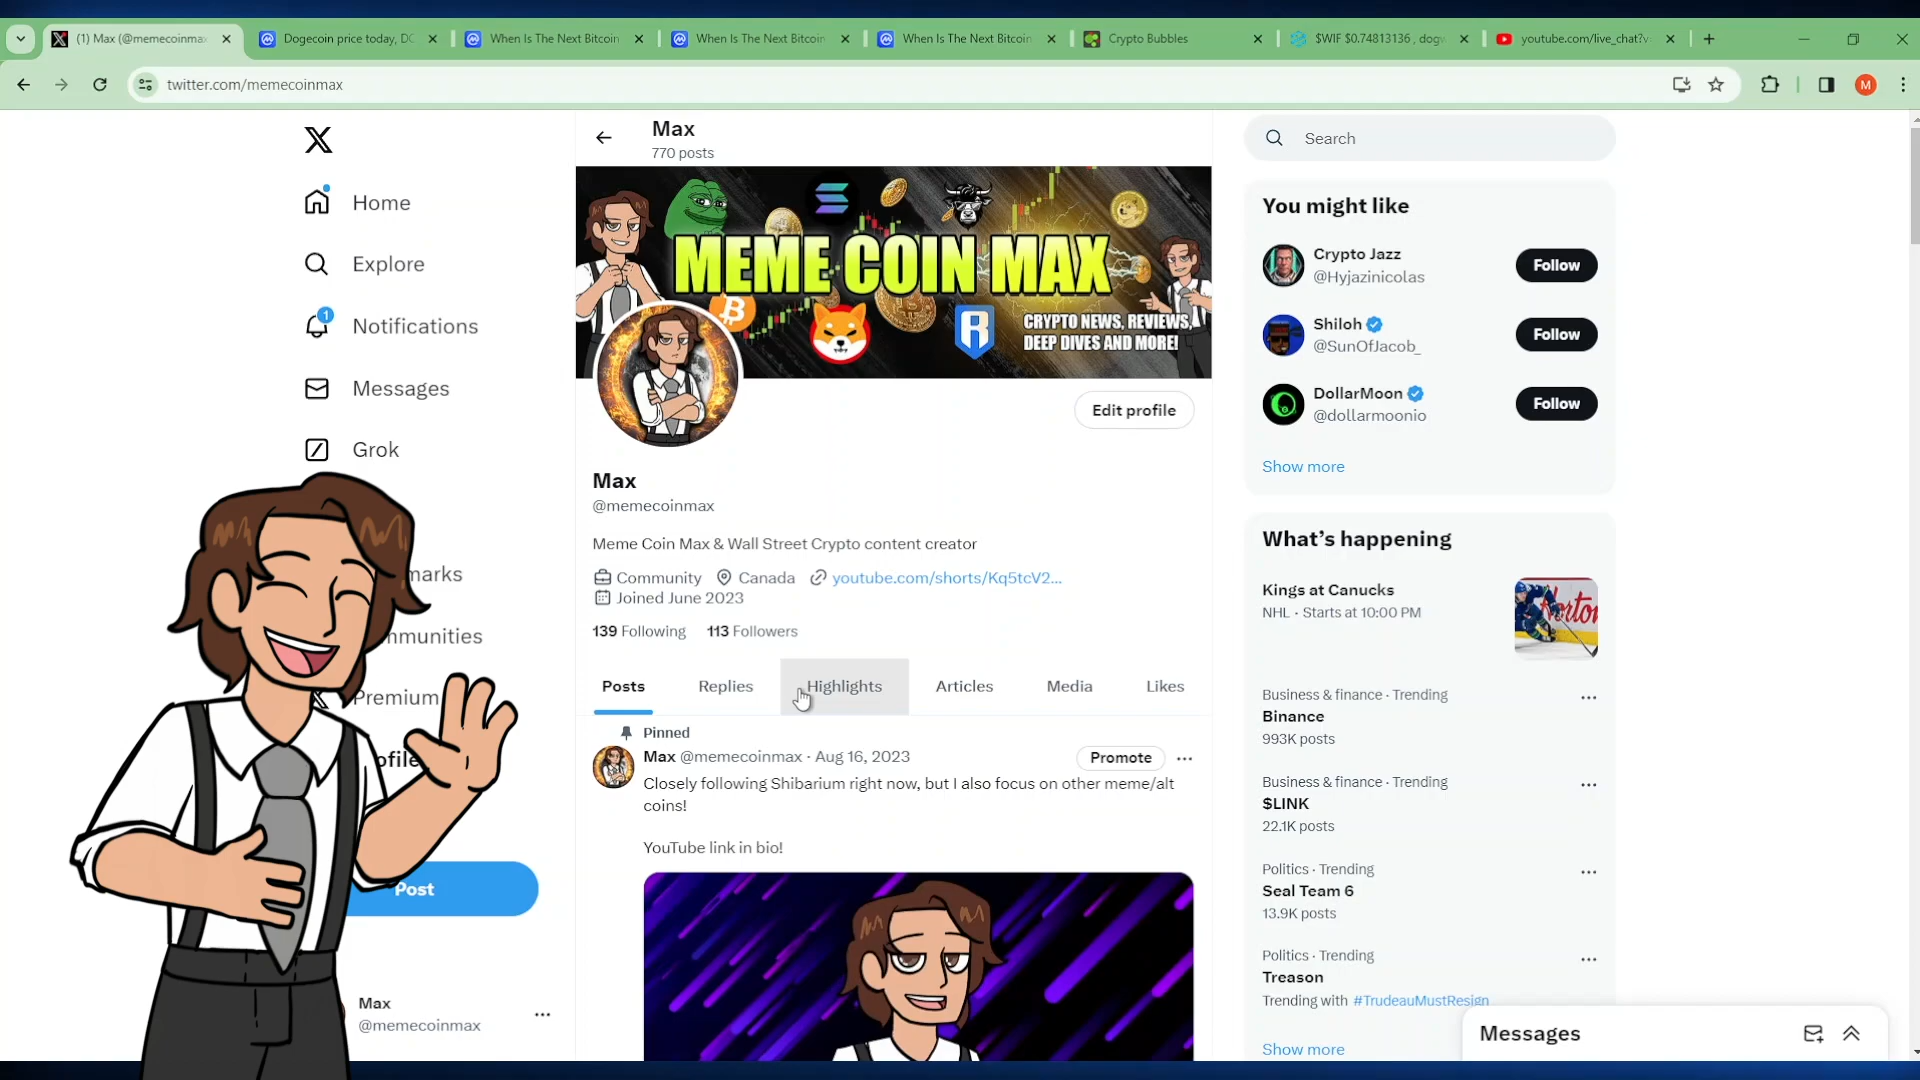 (1) Max (@memecoinmax
Dogecoin price today, DO
When Is The Next Bitcoin
When Is The Next Bitcoin
When Is The Next Bitcoin
Crypto Bubbles
$WIF $0.74813136 , dogw
youtube.com/live_chat?v
twitter.com/memecoinmax
M
Home
Explore
1
Notifications
Messages
Grok
marks
mmunities
Premium
ofile
Post
Max
@memecoinmax
Max
770 posts
MEME COIN MAX
CRYPTO NEWS, REVIEWS,
DEEP DIVES AND MORE!
Edit profile
Max
@memecoinmax
Meme Coin Max & Wall Street Crypto content creator
Community Canada youtube.com/shorts/Kq5tcV2...
Joined June 2023
139 Following 113 Followers
Posts Replies Highlights Articles Media Likes
Pinned
Max @memecoinmax · Aug 16, 2023
Promote
Closely following Shibarium right now, but I also focus on other meme/alt
coins!
YouTube link in bio!
Search
You might like
Crypto Jazz
@Hyjazinicolas
Follow
Shiloh
@SunOfJacob_
Follow
DollarMoon
@dollarmoonio
Follow
Show more
What's happening
Kings at Canucks
NHL · Starts at 10:00 PM
Business & finance · Trending
Binance
993K posts
Business & finance · Trending
$LINK
22.1K posts
Politics · Trending
Seal Team 6
13.9K posts
Politics · Trending
Treason
Trending with #TrudeauMustResign
Show more
Messages